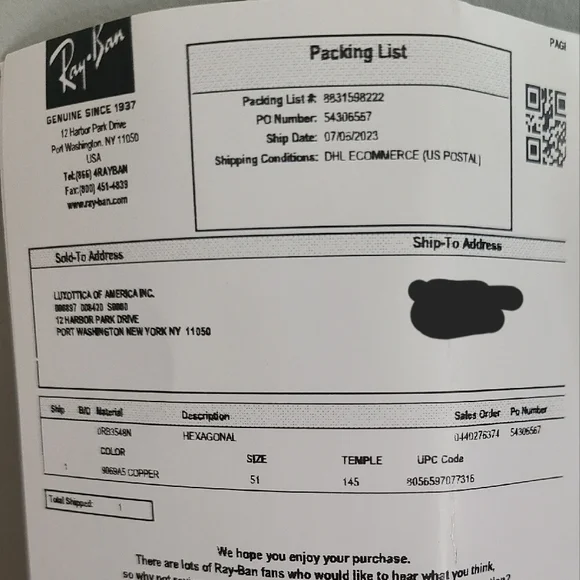 Ray-Ban
GENUINE SINCE 1937
12 Harbor Park Drive
Port Washington, NY 11050
USA
Tel:(866) 4RAYBAN
Fax:(800) 451-4839
www.ray-ban.com
PAG
Packing List
Packing List #: 8831598222
PO Number: 54306567
Ship Date: 07/05/2023
Shipping Conditions: DHL ECOMMERCE (US POSTAL)
Sold-To Address
Ship-To Address
LUXOTTICA OF AMERICA INC.
12 HARBOR PARK DRIVE
PORT WASHINGTON NEW YORK NY 11050
Ship B/O Material Description Sales Order Po Number
0RB3548N HEXAGONAL 0440276374 54306567
COLOR SIZE TEMPLE UPC Code
1 9069A5 COPPER 51 145 8056597077316
Total Shipped: 1
We hope you enjoy your purchase.
There are lots of Ray-Ban fans who would like to hear what you think,
so why not